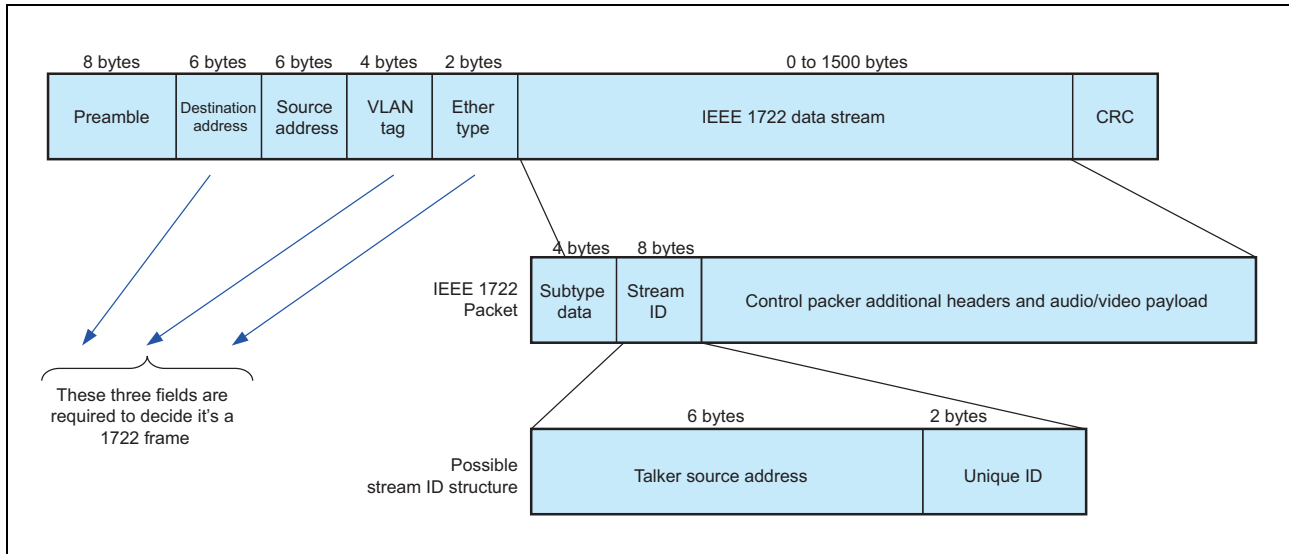 8 bytes 6 bytes 6 bytes 4 bytes 2 bytes 0 to 1500 bytes
Preamble
Destination
address
Source
address
VLAN
tag
Ether
type
IEEE 1722 data stream
CRC
4 bytes 8 bytes
IEEE 1722
Packet
Subtype
data
Stream
ID
Control packer additional headers and audio/video payload
These three fields are
required to decide it's a
1722 frame
6 bytes 2 bytes
Possible
stream ID structure
Talker source address
Unique ID